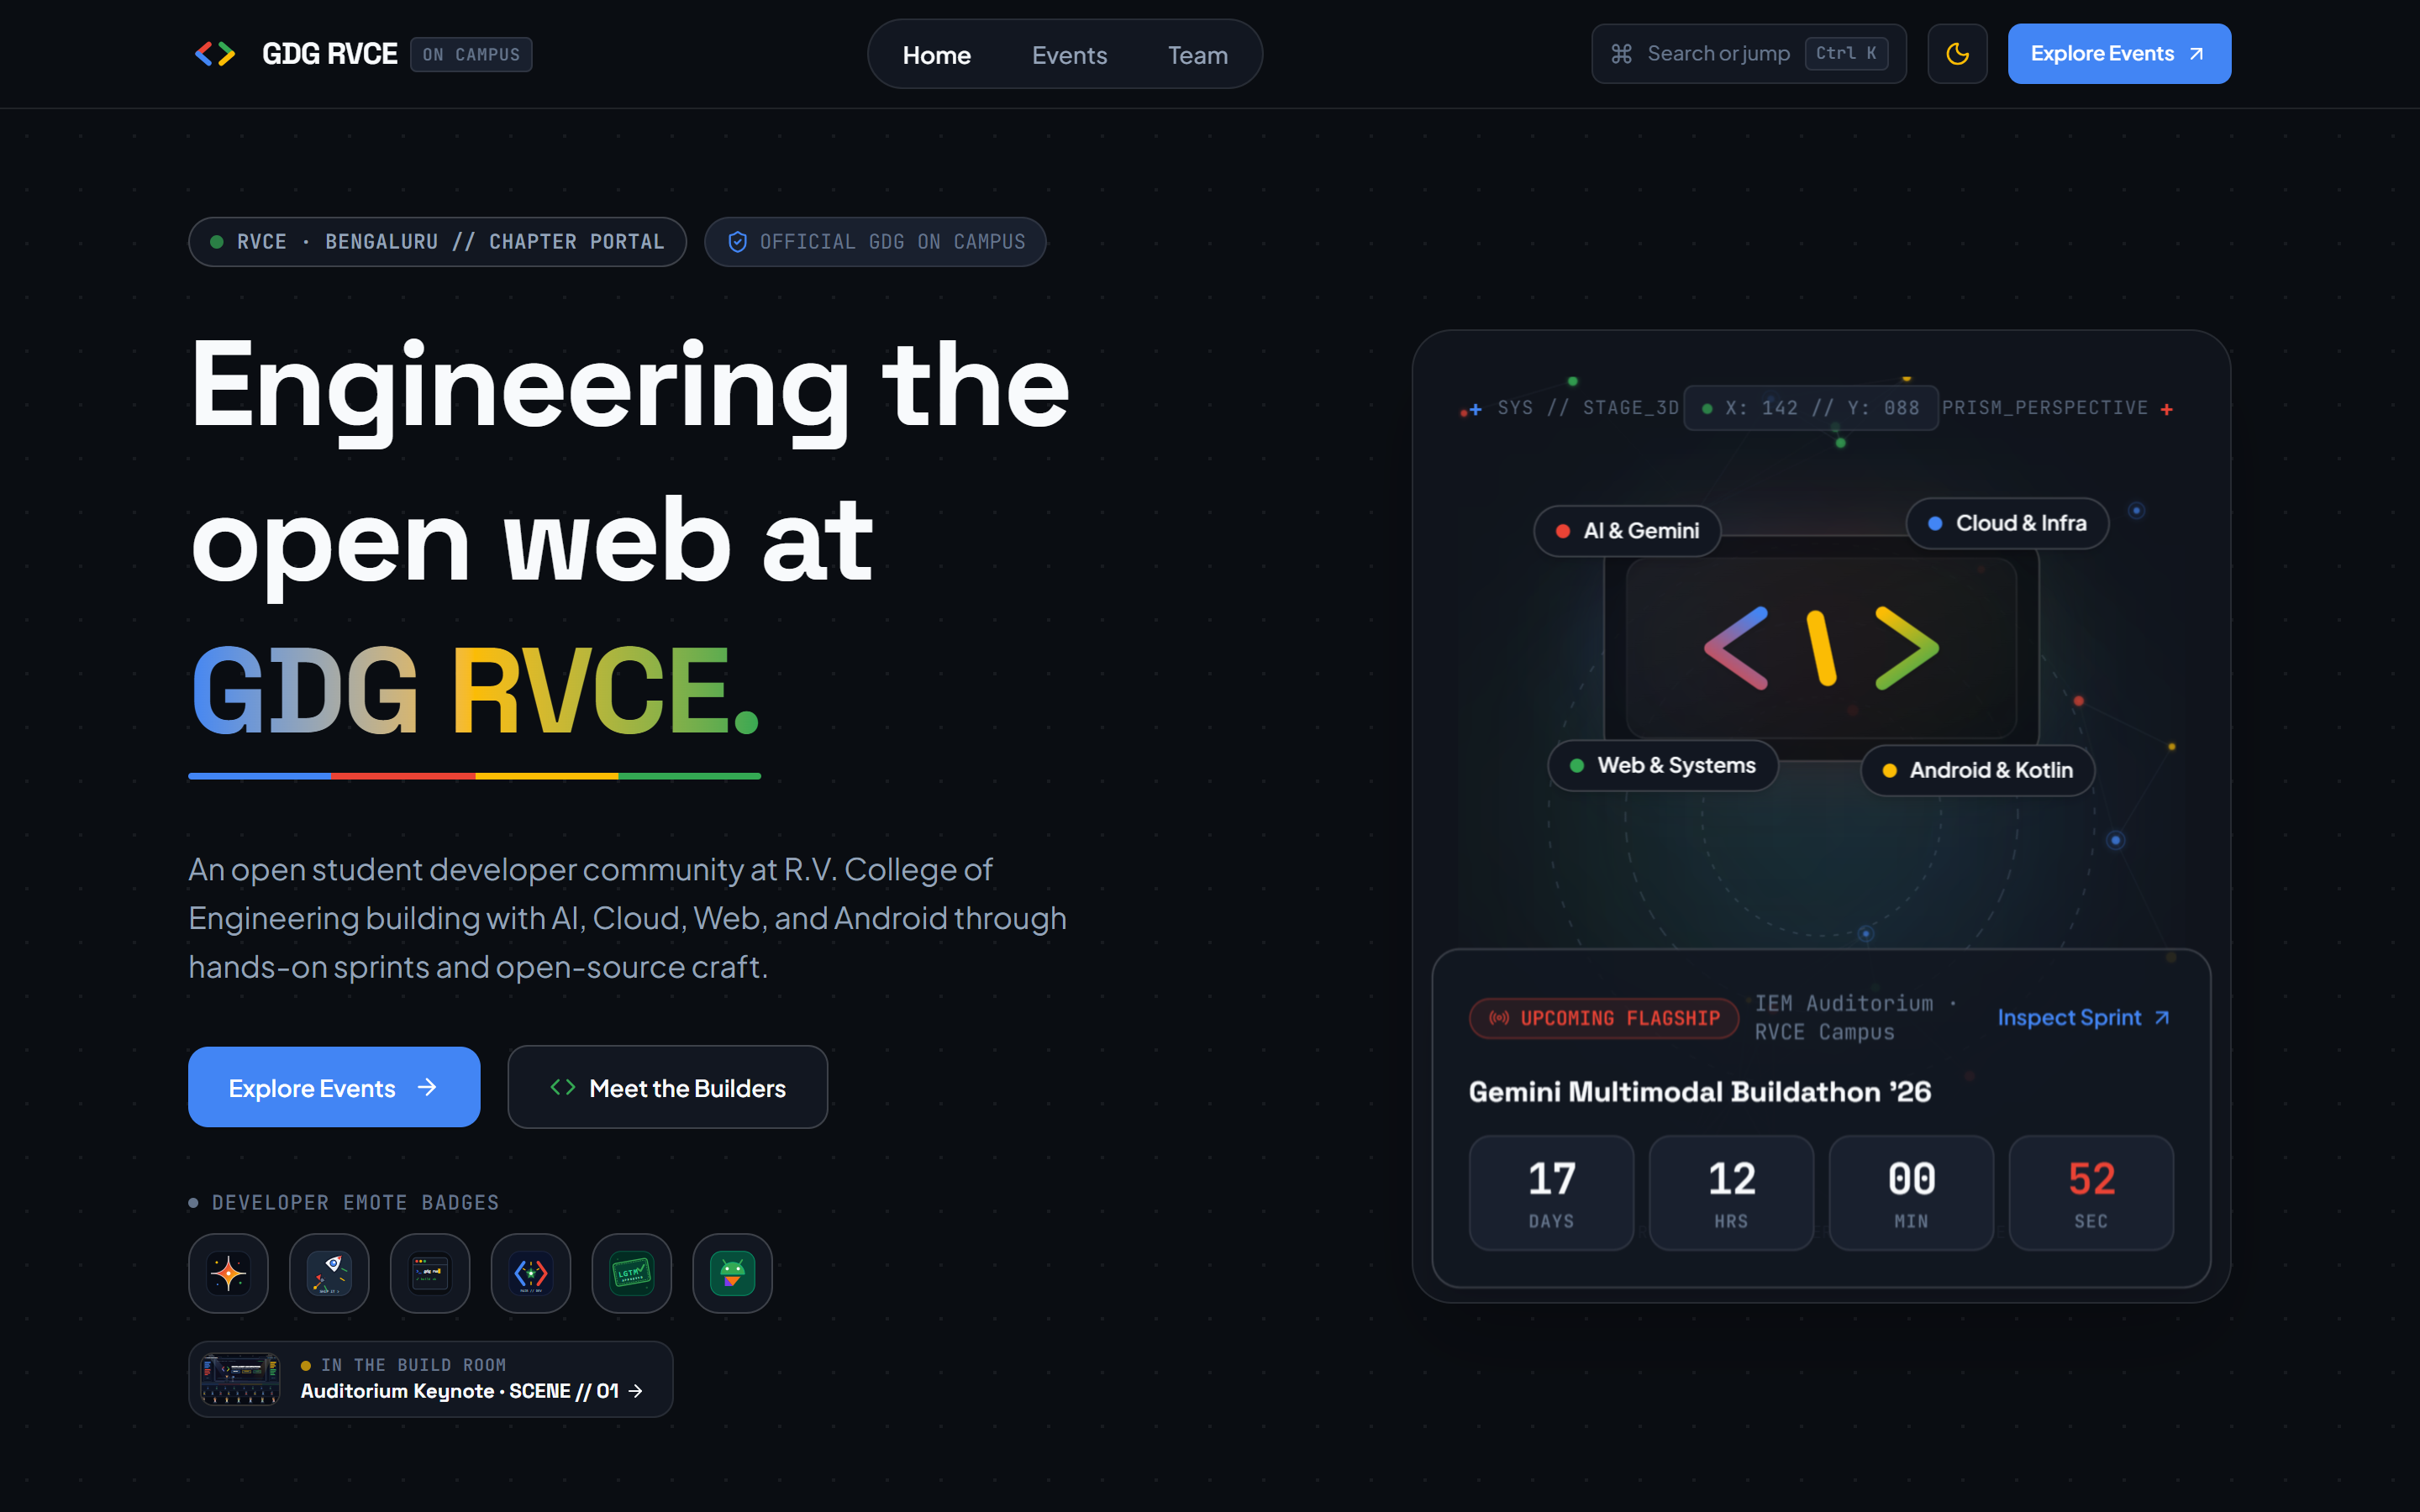 GDG RVCE ON CAMPUS
Home Events Team
Search or jump Ctrl K
Explore Events
RVCE · BENGALURU // CHAPTER PORTAL
OFFICIAL GDG ON CAMPUS
Engineering the
open web at
GDG RVCE.
An open student developer community at R.V. College of
Engineering building with AI, Cloud, Web, and Android through
hands-on sprints and open-source craft.
Explore Events →
Meet the Builders
DEVELOPER EMOTE BADGES
LGTM
IN THE BUILD ROOM
Auditorium Keynote · SCENE // 01 →
+ SYS // STAGE_3D
X: 142 // Y: 088
PRISM_PERSPECTIVE +
AI & Gemini
Cloud & Infra
Web & Systems
Android & Kotlin
UPCOMING FLAGSHIP
IEM Auditorium ·
RVCE Campus
Inspect Sprint
Gemini Multimodal Buildathon ’26
17 12 00 52
DAYS HRS MIN SEC